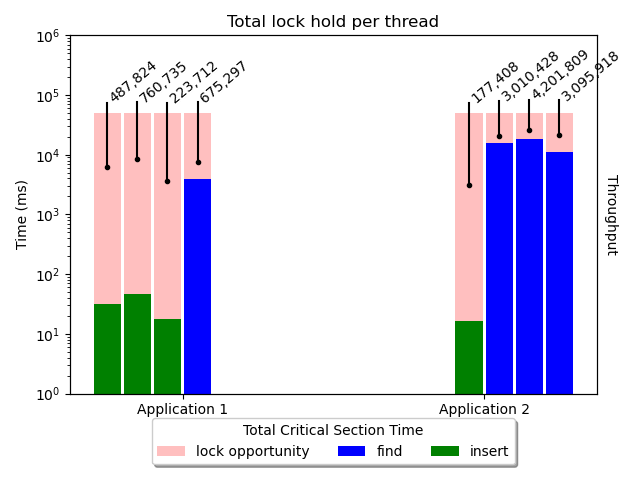 Total lock hold per thread
10^6
10^5
10^4
10^3
10^2
10^1
10^0
Time (ms)
487,824
760,735
223,712
675,297
177,408
3,010,428
4,201,809
3,095,918
Throughput
Application 1
Application 2
Total Critical Section Time
lock opportunity find insert